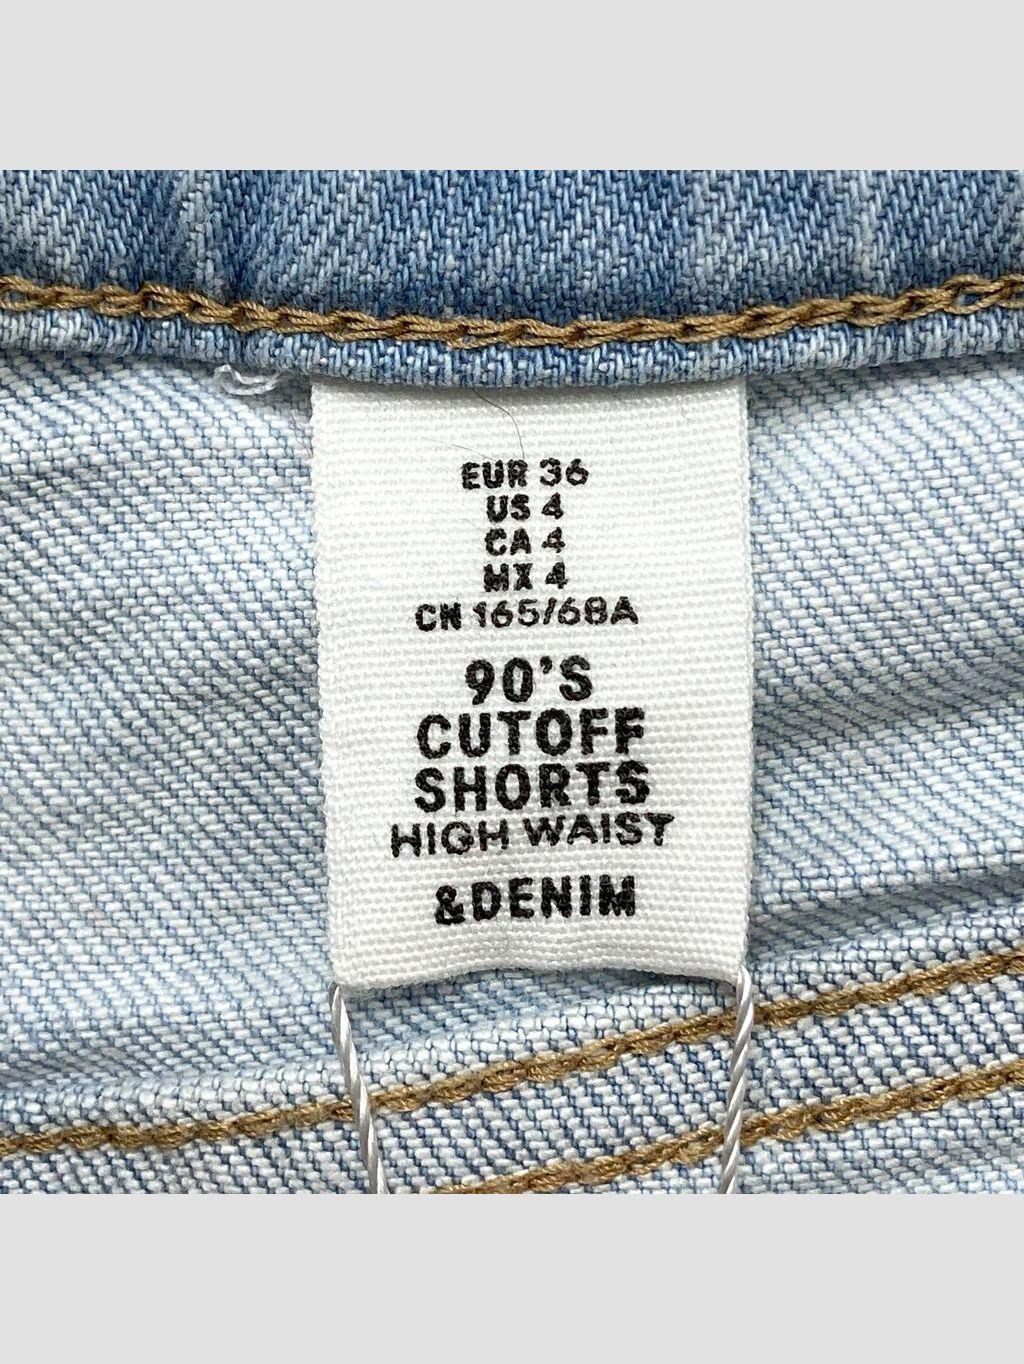 EUR 36
US 4
CA 4
MX 4
CN 165/68A
90'S
CUTOFF
SHORTS
HIGH WAIST
&DENIM